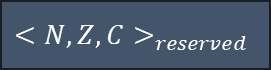 < N, Z, C >reserved